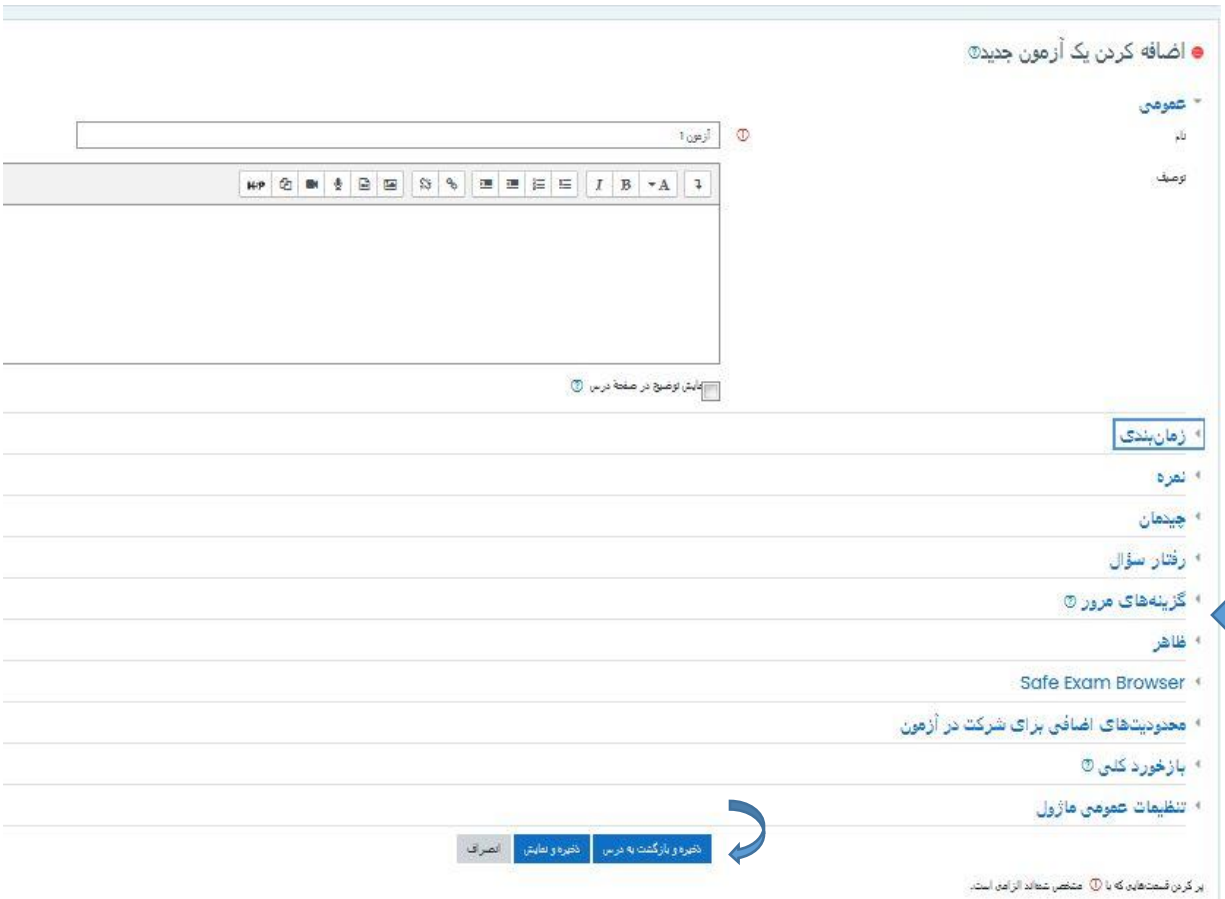 اضافه کردن یک آزمون جدید
عمومی
نام
آزمون 1
توصیف
A
B
I
H-P
نمایش توضیح در صفحهٔ درس
زمان‌بندی
نمره
چیدمان
رفتار سؤال
گزینه‌های مرور
ظاهر
Safe Exam Browser
محدودیت‌های اضافی برای شرکت در آزمون
بازخورد کلی
تنظیمات عمومی ماژول
ذخیره و بازگشت به درس
ذخیره و نمایش
انصراف
پر کردن قسمت‌هایی که با مشخص شده‌اند الزامی است.